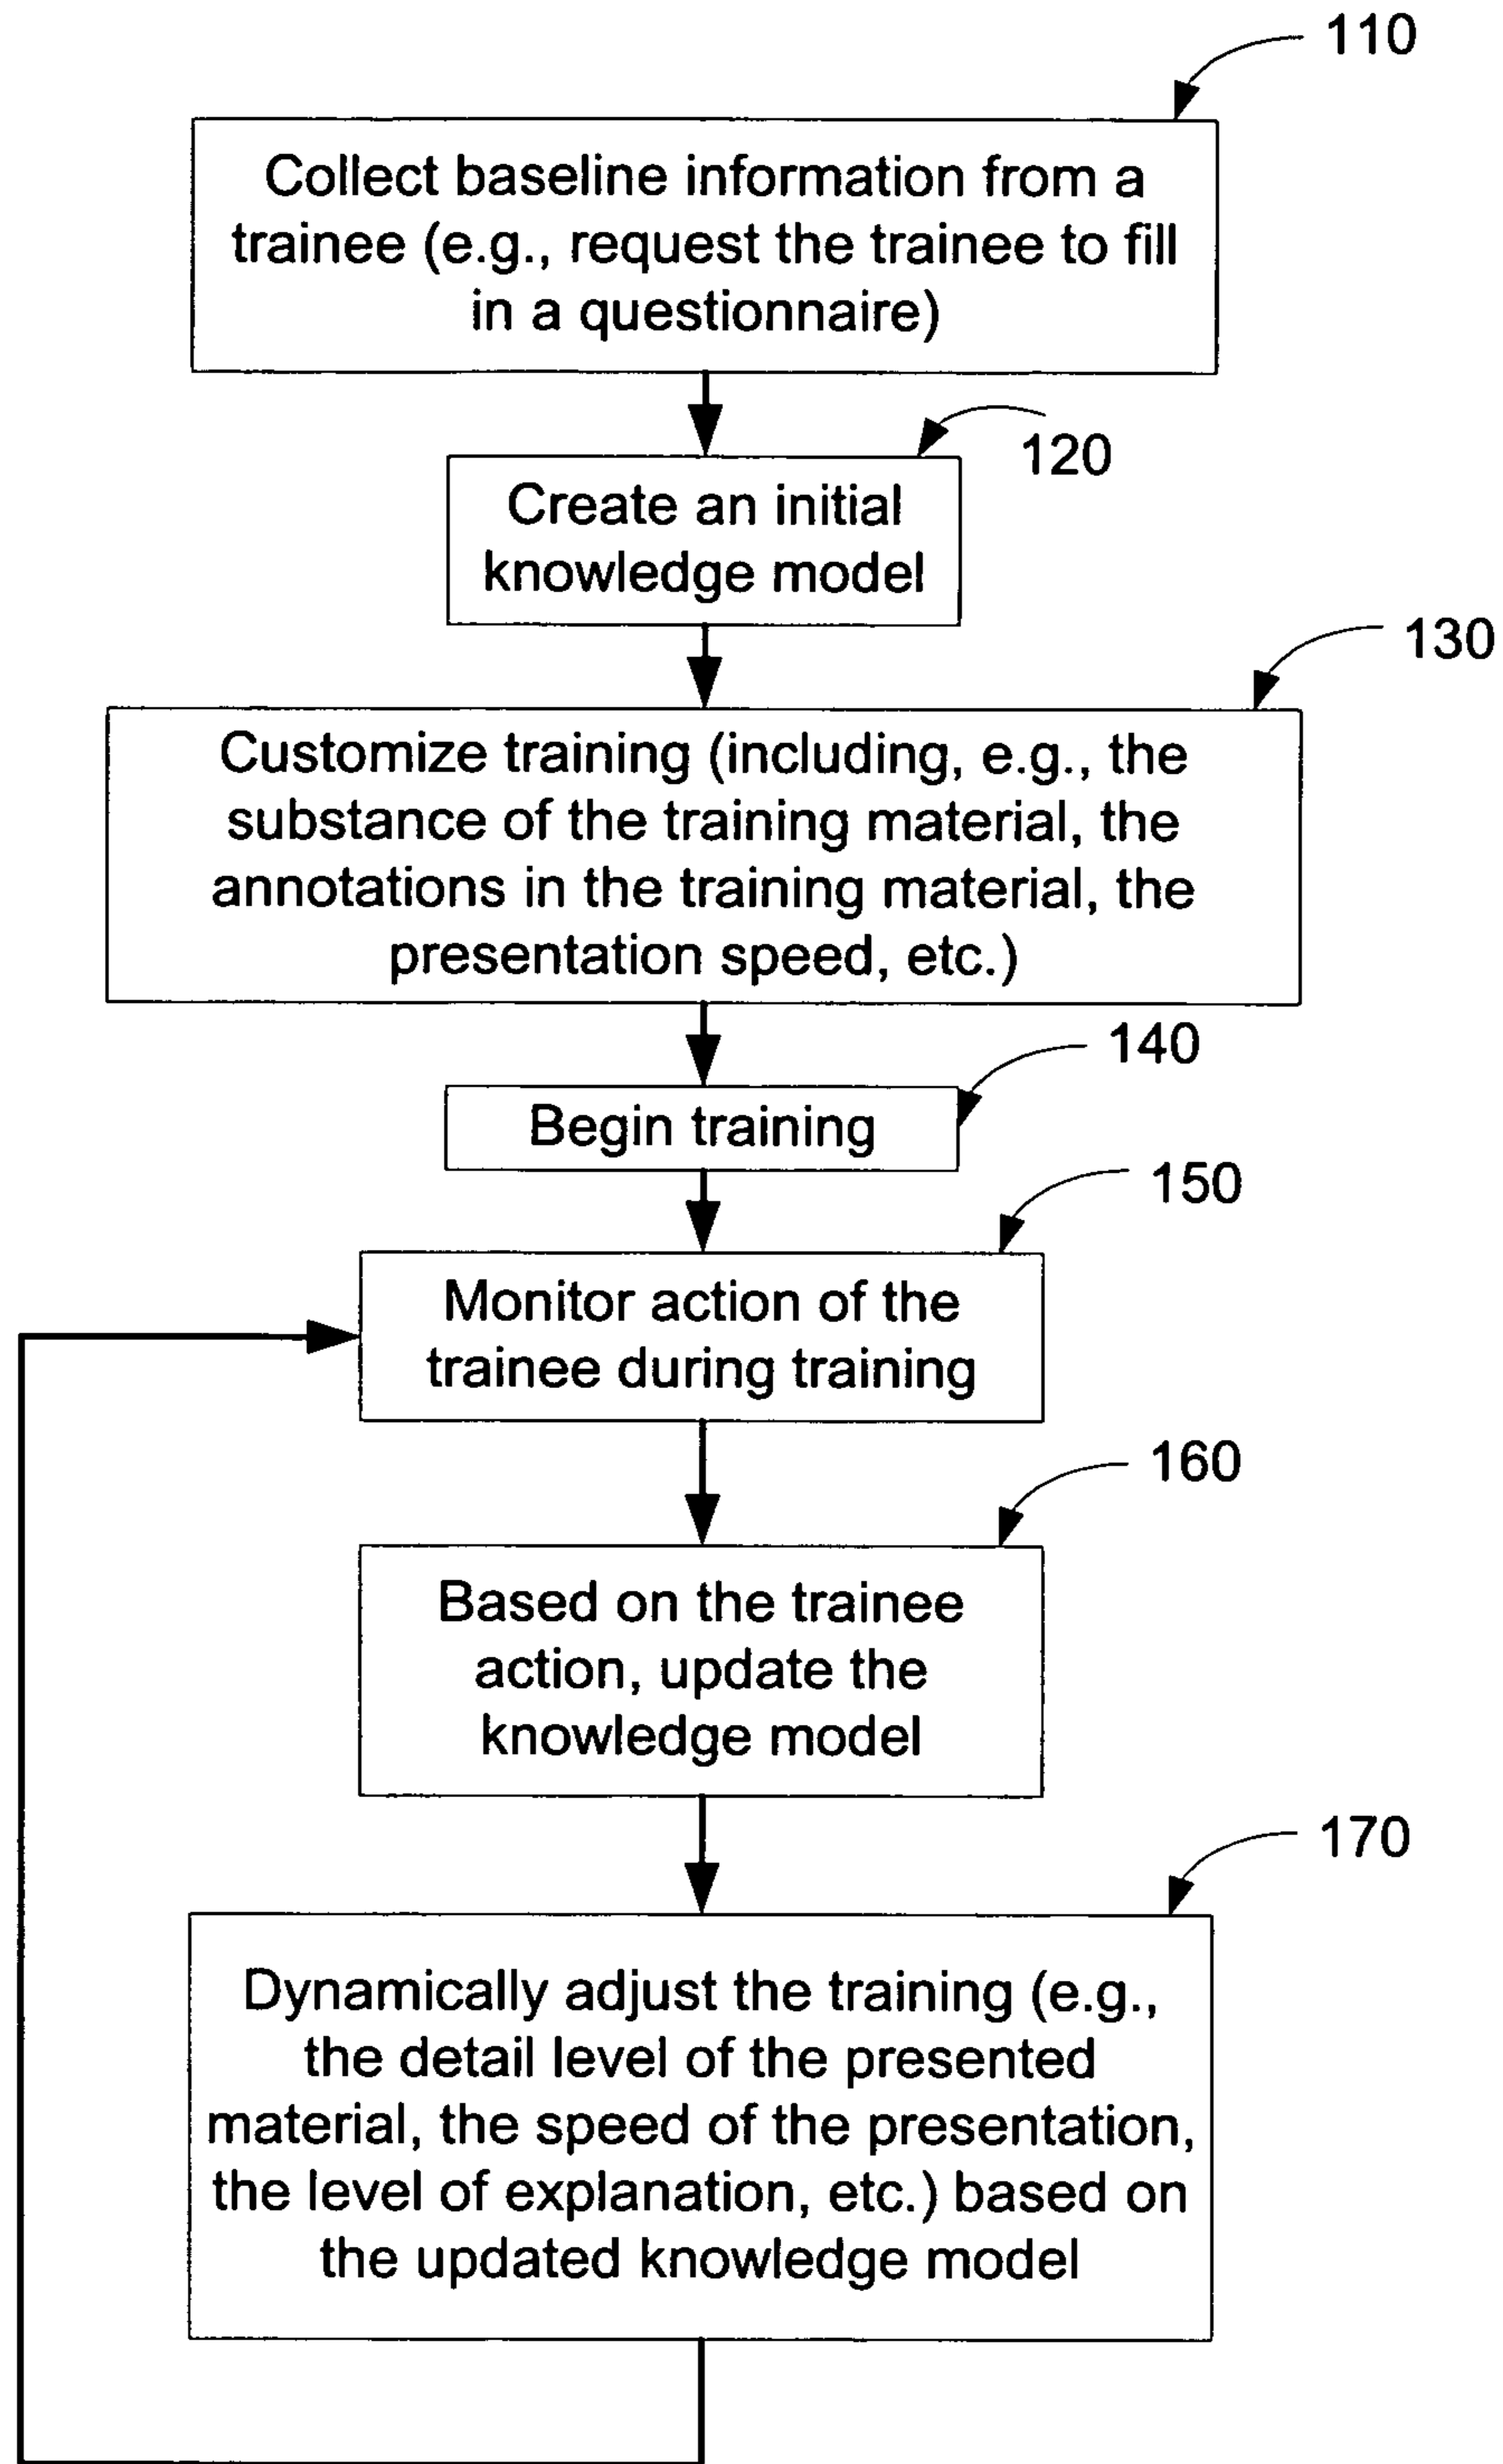 110
Collect baseline information from a
trainee (e.g., request the trainee to fill
in a questionnaire)
120
Create an initial
knowledge model
130
Customize training (including, e.g., the
substance of the training material, the
annotations in the training material, the
presentation speed, etc.)
140
Begin training
150
Monitor action of the
trainee during training
160
Based on the trainee
action, update the
knowledge model
170
Dynamically adjust the training (e.g.,
the detail level of the presented
material, the speed of the presentation,
the level of explanation, etc.) based on
the updated knowledge model